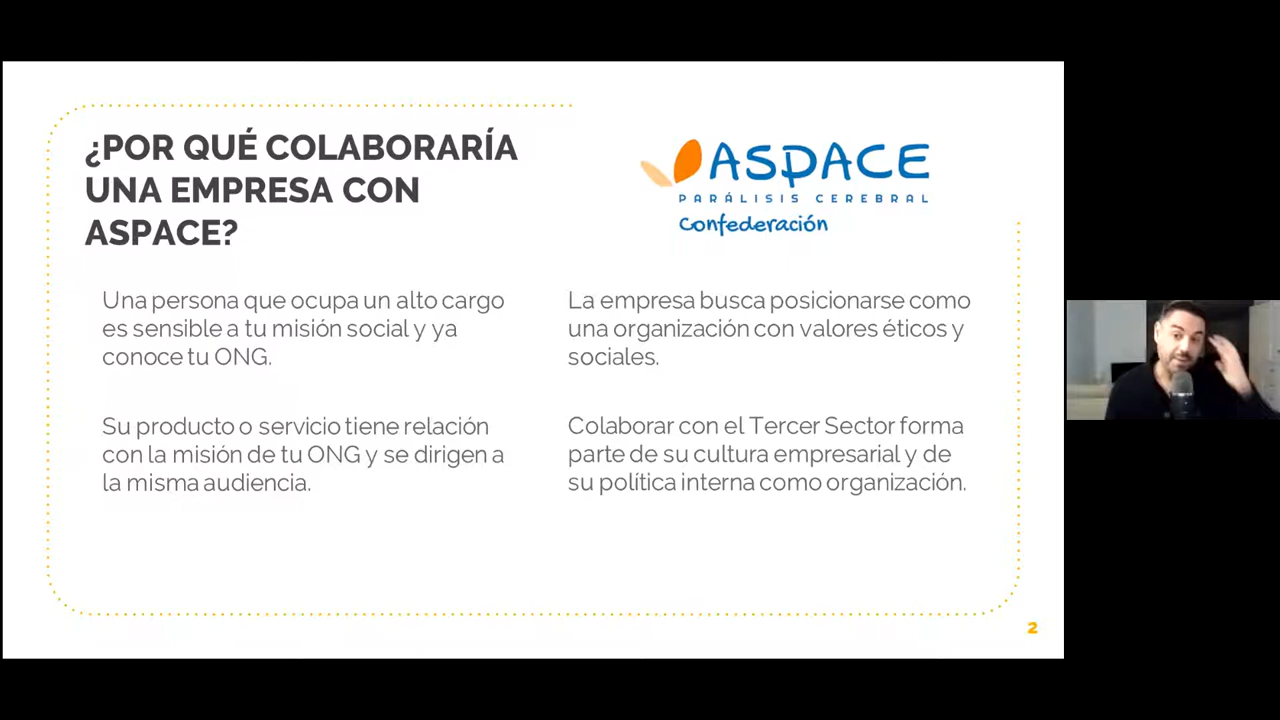 ¿POR QUÉ COLABORARÍA
UNA EMPRESA CON
ASPACE?
ASPACE
PARÁLISIS CEREBRAL
Confederación
Una persona que ocupa un alto cargo
es sensible a tu misión social y ya
conoce tu ONG.
Su producto o servicio tiene relación
con la misión de tu ONG y se dirigen a
la misma audiencia.
La empresa busca posicionarse como
una organización con valores éticos y
sociales.
Colaborar con el Tercer Sector forma
parte de su cultura empresarial y de
su política interna como organización.
2